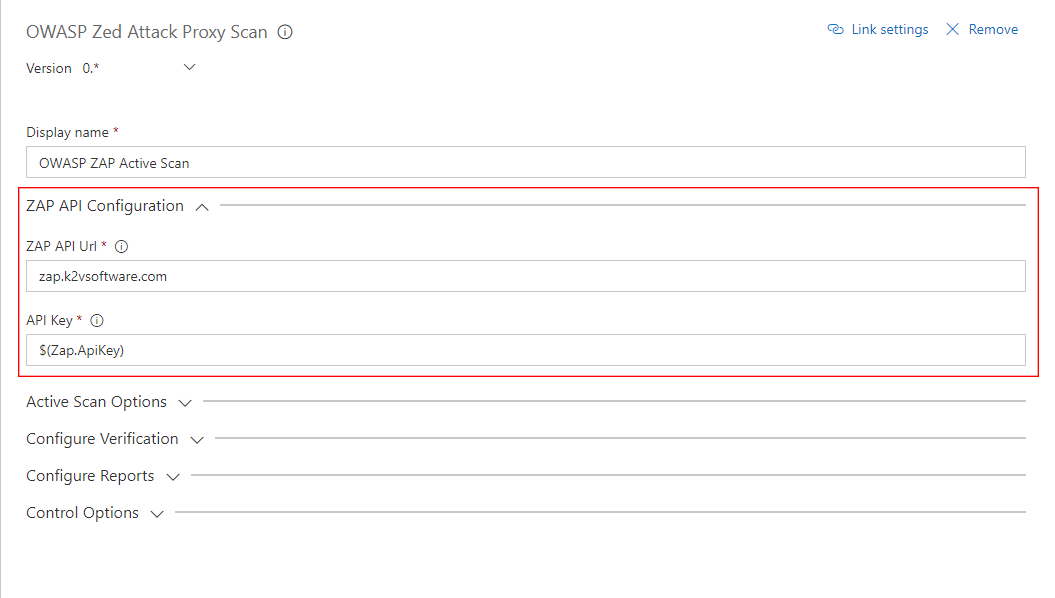 OWASP Zed Attack Proxy Scan
Link settings
Remove
Version 0.*
Display name *
OWASP ZAP Active Scan
ZAP API Configuration
ZAP API Url *
zap.k2vsoftware.com
API Key *
$(Zap.ApiKey)
Active Scan Options
Configure Verification
Configure Reports
Control Options